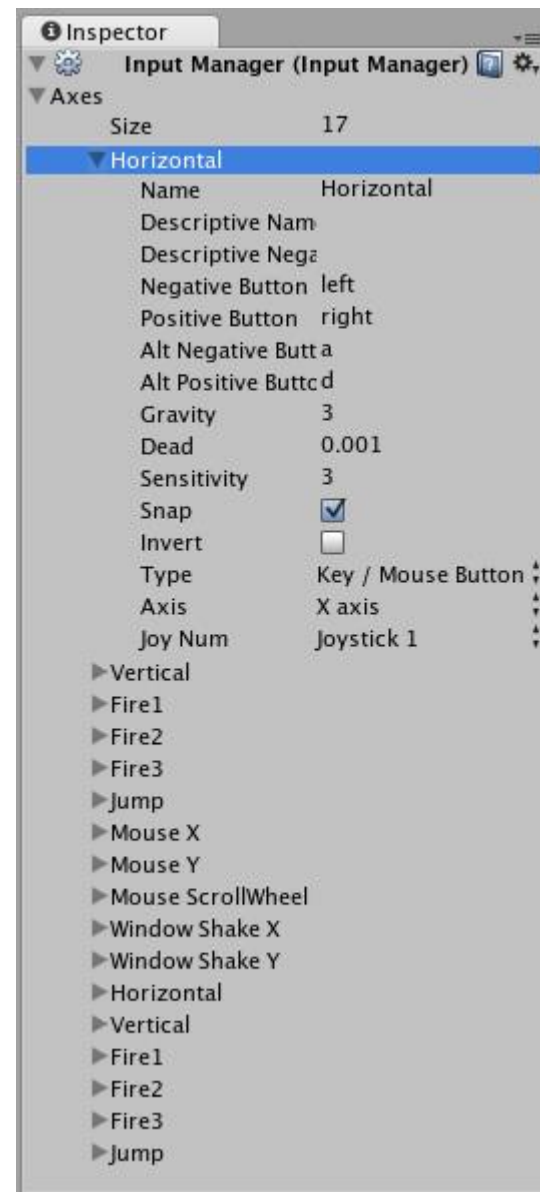 Inspector
Input Manager (Input Manager)
Axes
Size 17
Horizontal
Name Horizontal
Descriptive Nam
Descriptive Nega
Negative Button left
Positive Button right
Alt Negative Butt a
Alt Positive Buttc d
Gravity 3
Dead 0.001
Sensitivity 3
Snap
Invert
Type Key / Mouse Button
Axis X axis
Joy Num Joystick 1
Vertical
Fire1
Fire2
Fire3
Jump
Mouse X
Mouse Y
Mouse ScrollWheel
Window Shake X
Window Shake Y
Horizontal
Vertical
Fire1
Fire2
Fire3
Jump